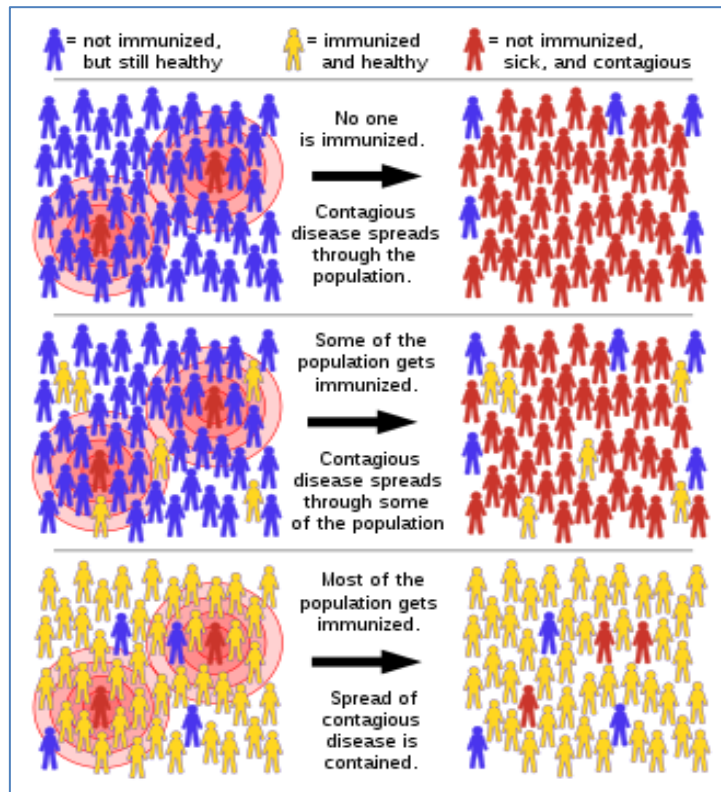 = not immunized, but still healthy
= immunized and healthy
= not immunized, sick, and contagious
No one
is immunized.
Contagious
disease spreads
through the
population.
Some of the
population gets
immunized.
Contagious
disease spreads
through some
of the population
Most of the
population gets
immunized.
Spread of
contagious
disease is
contained.